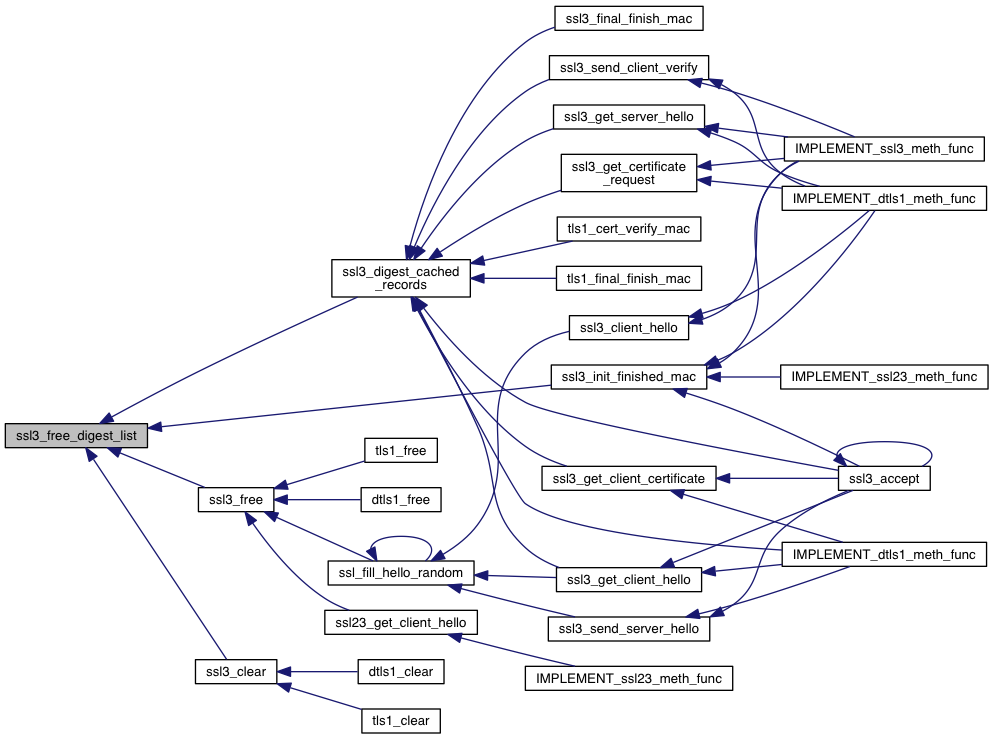 ssl3_final_finish_mac
ssl3_send_client_verify
ssl3_get_server_hello
IMPLEMENT_ssl3_meth_func
ssl3_get_certificate
_request
IMPLEMENT_dtls1_meth_func
tls1_cert_verify_mac
ssl3_digest_cached
_records
tls1_final_finish_mac
ssl3_client_hello
ssl3_init_finished_mac
IMPLEMENT_ssl23_meth_func
ssl3_free_digest_list
tls1_free
ssl3_get_client_certificate
ssl3_accept
ssl3_free
dtls1_free
IMPLEMENT_dtls1_meth_func
ssl_fill_hello_random
ssl3_get_client_hello
ssl23_get_client_hello
ssl3_send_server_hello
ssl3_clear
dtls1_clear
IMPLEMENT_ssl23_meth_func
tls1_clear